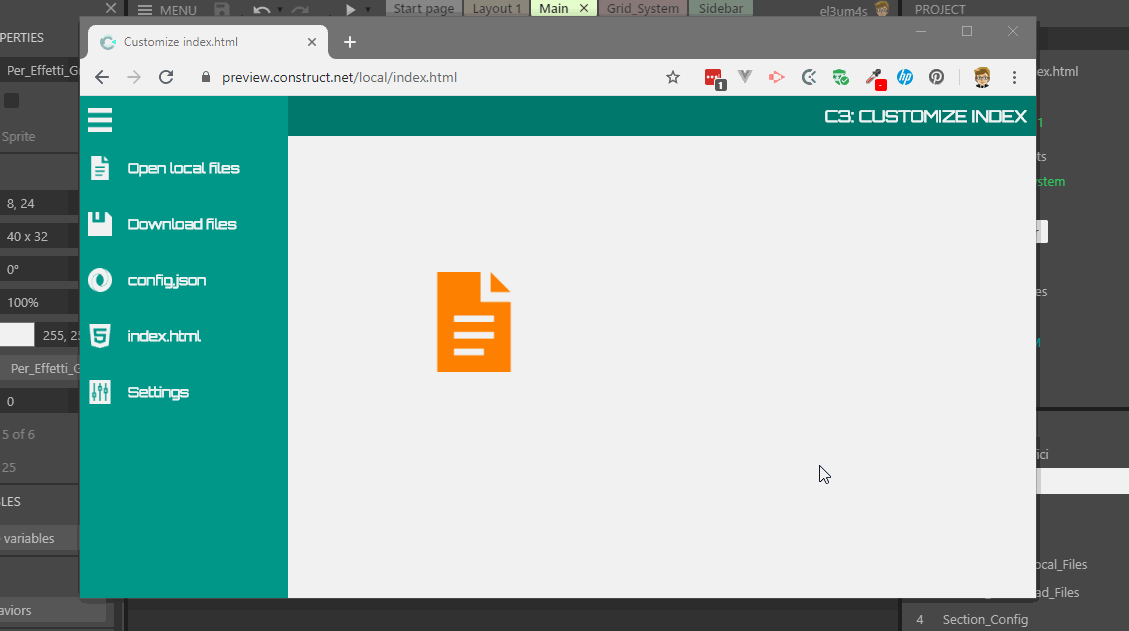 MENU
Start page
Layout 1
Main
Grid_System
Sidebar
el3um4s
PROJECT
PERTIES
Per_Effetti_G
Sprite
8, 24
40 x 32
0°
100%
255, 25
Per_Effetti_G
0
5 of 6
25
LES
variables
aviors
Customize index.html
preview.construct.net/local/index.html
1
C3: CUSTOMIZE INDEX
Open local files
Download files
config.json
index.html
5
Settings
ex.html
1
ts
stem
r
es
M
ici
ocal_Files
ad_Files
4 Section_Config